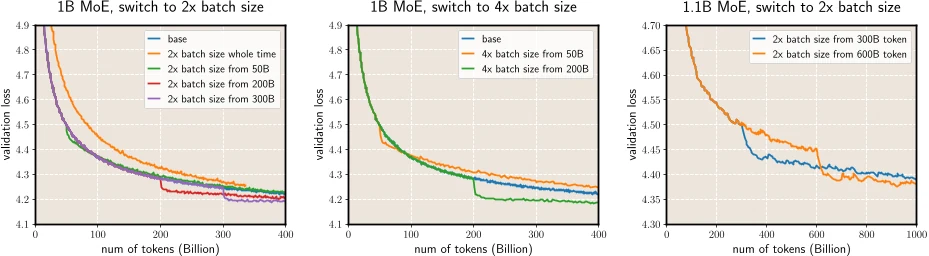 1B MoE, switch to 2x batch size
4.9
4.8
4.7
4.6
4.5
4.4
4.3
4.2
4.1
validation loss
base
2x batch size whole time
2x batch size from 50B
2x batch size from 200B
2x batch size from 300B
0 100 200 300 400
num of tokens (Billion)
1B MoE, switch to 4x batch size
4.9
4.8
4.7
4.6
4.5
4.4
4.3
4.2
4.1
validation loss
base
4x batch size from 50B
4x batch size from 200B
0 100 200 300 400
num of tokens (Billion)
1.1B MoE, switch to 2x batch size
4.70
4.65
4.60
4.55
4.50
4.45
4.40
4.35
4.30
validation loss
2x batch size from 300B token
2x batch size from 600B token
0 200 400 600 800 1000
num of tokens (Billion)